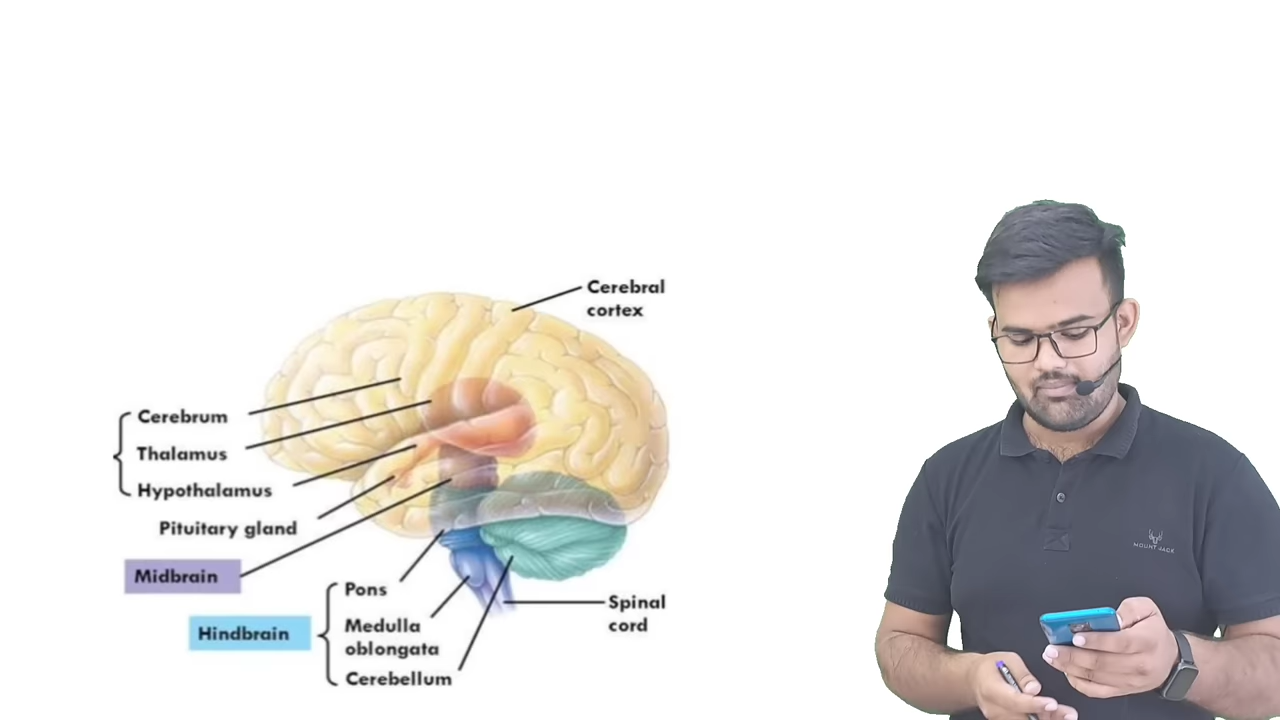 Cerebral
cortex
Cerebrum
Thalamus
Hypothalamus
Pituitary gland
Midbrain
Hindbrain
Pons
Medulla
oblongata
Cerebellum
Spinal
cord